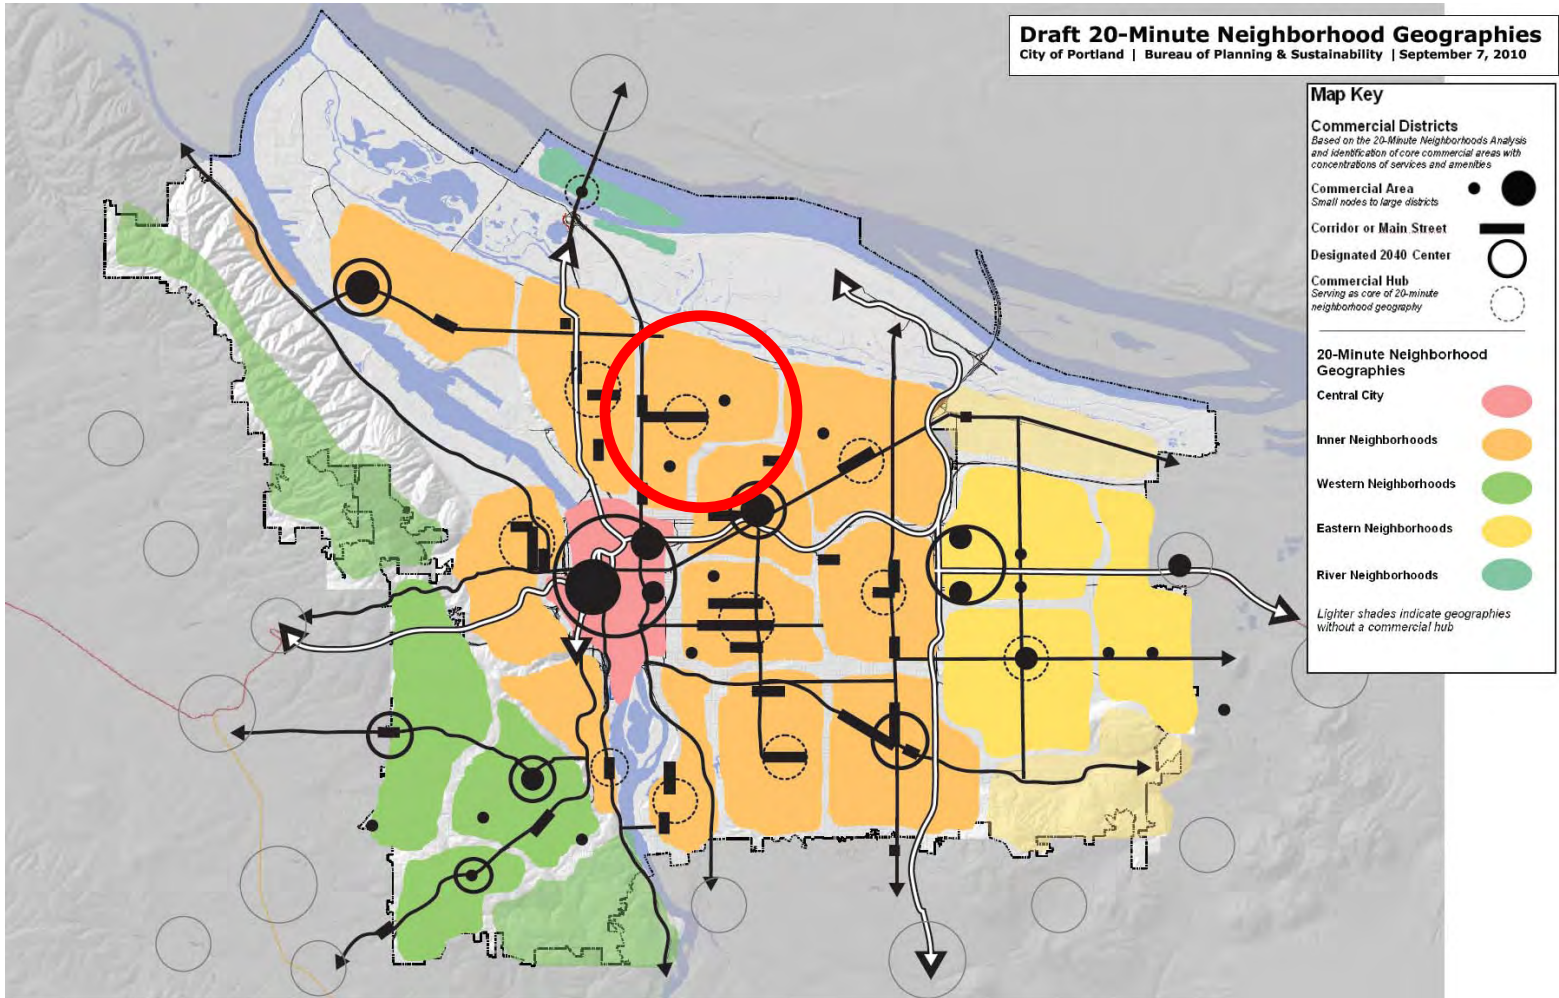 Draft 20-Minute Neighborhood Geographies
City of Portland | Bureau of Planning & Sustainability | September 7, 2010
Map Key
Commercial Districts
Based on the 20-Minute Neighborhoods Analysis
and identification of core commercial areas with
concentrations of services and amenities
Commercial Area
Small nodes to large districts
Corridor or Main Street
Designated 2040 Center
Commercial Hub
Serving as core of 20-minute
neighborhood geography
20-Minute Neighborhood
Geographies
Central City
Inner Neighborhoods
Western Neighborhoods
Eastern Neighborhoods
River Neighborhoods
Lighter shades indicate geographies
without a commercial hub